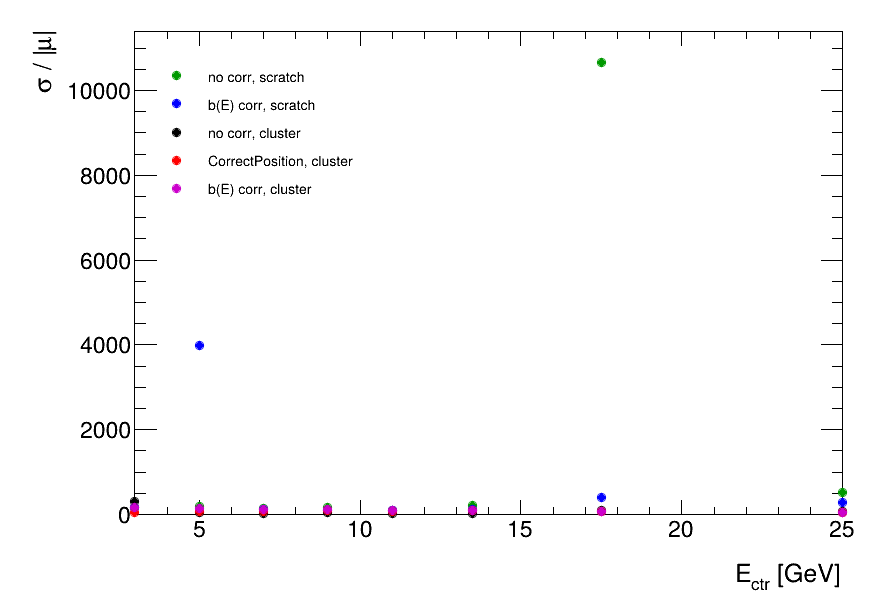 σ / |μ|
10000
8000
6000
4000
2000
0
no corr, scratch
b(E) corr, scratch
no corr, cluster
CorrectPosition, cluster
b(E) corr, cluster
5 10 15 20 25
E_ctr [GeV]